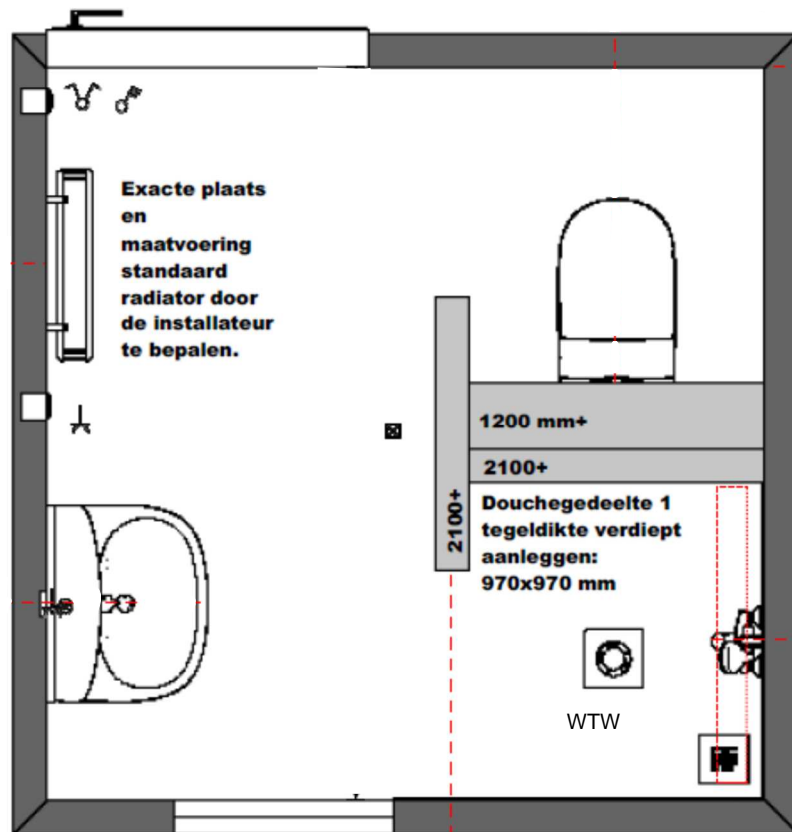 Exacte plaats
en
maatvoering
standaard
radiator door
de installateur
te bepalen.
1200 mm+
2100+
2100+
Douchegedeelte 1
tegeldikte verdiept
aanleggen:
970x970 mm
WTW